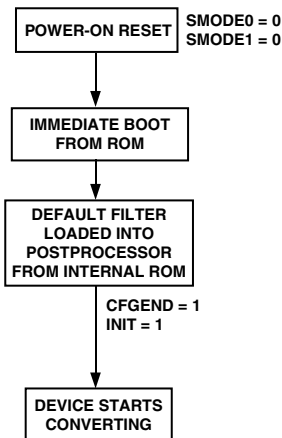 POWER-ON RESET
SMODE0 = 0
SMODE1 = 0
IMMEDIATE BOOT
FROM ROM
DEFAULT FILTER
LOADED INTO
POSTPROCESSOR
FROM INTERNAL ROM
CFGEND = 1
INIT = 1
DEVICE STARTS
CONVERTING